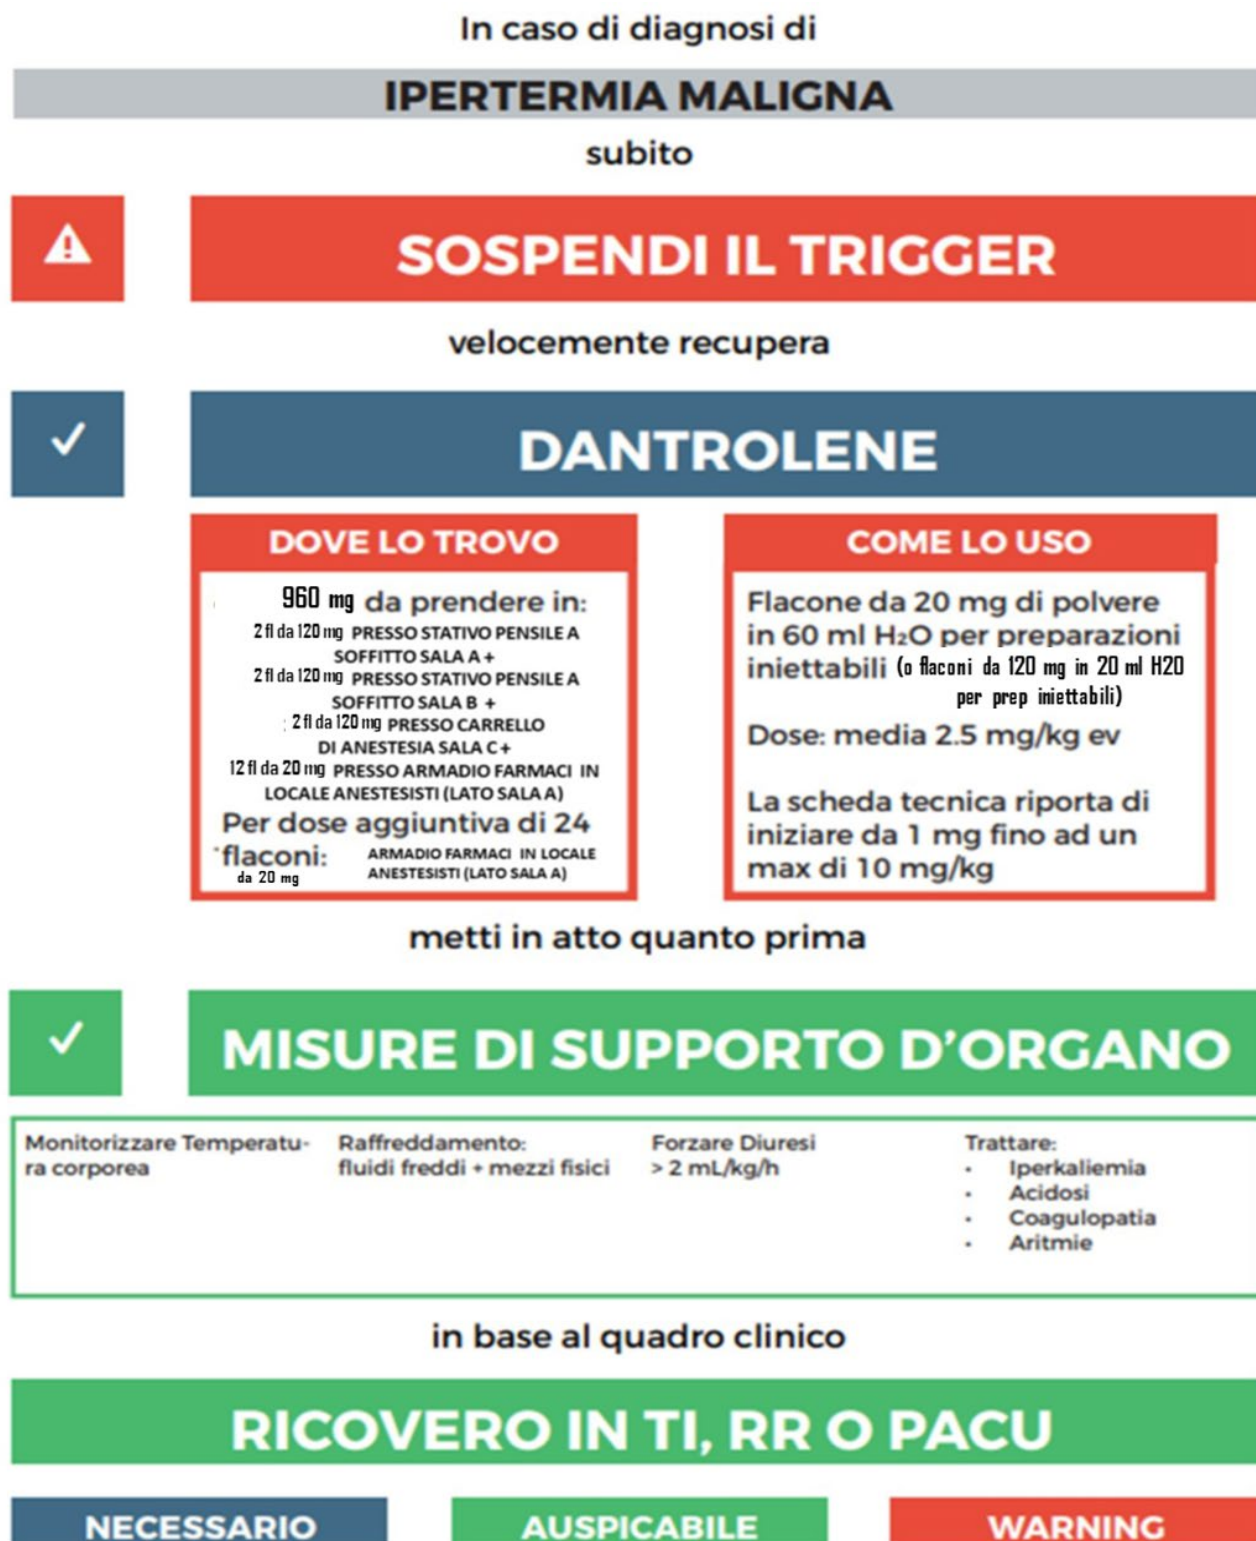 In caso di diagnosi di
IPERTERMIA MALIGNA
subito
SOSPENDI IL TRIGGER
velocemente recupera
DANTROLENE
DOVE LO TROVO
960 mg da prendere in:
2 fl da 120 mg PRESSO STATIVO PENSILE A
SOFFITTO SALA A +
2 fl da 120 mg PRESSO STATIVO PENSILE A
SOFFITTO SALA B +
2 fl da 120 mg PRESSO CARRELLO
DI ANESTESIA SALA C +
12 fl da 20 mg PRESSO ARMADIO FARMACI IN
LOCALE ANESTESISTI (LATO SALA A)
Per dose aggiuntiva di 24
flaconi: ARMADIO FARMACI IN LOCALE
da 20 mg ANESTESISTI (LATO SALA A)
COME LO USO
Flacone da 20 mg di polvere
in 60 ml H₂O per preparazioni
iniettabili (o flaconi da 120 mg in 20 ml H20
per prep iniettabili)
Dose: media 2.5 mg/kg ev
La scheda tecnica riporta di
iniziare da 1 mg fino ad un
max di 10 mg/kg
metti in atto quanto prima
MISURE DI SUPPORTO D'ORGANO
Monitorizzare Temperatu-
ra corporea
Raffreddamento:
fluidi freddi + mezzi fisici
Forzare Diuresi
> 2 mL/kg/h
Trattare:
• Iperkaliemia
• Acidosi
• Coagulopatia
• Aritmie
in base al quadro clinico
RICOVERO IN TI, RR O PACU
NECESSARIO
AUSPICABILE
WARNING